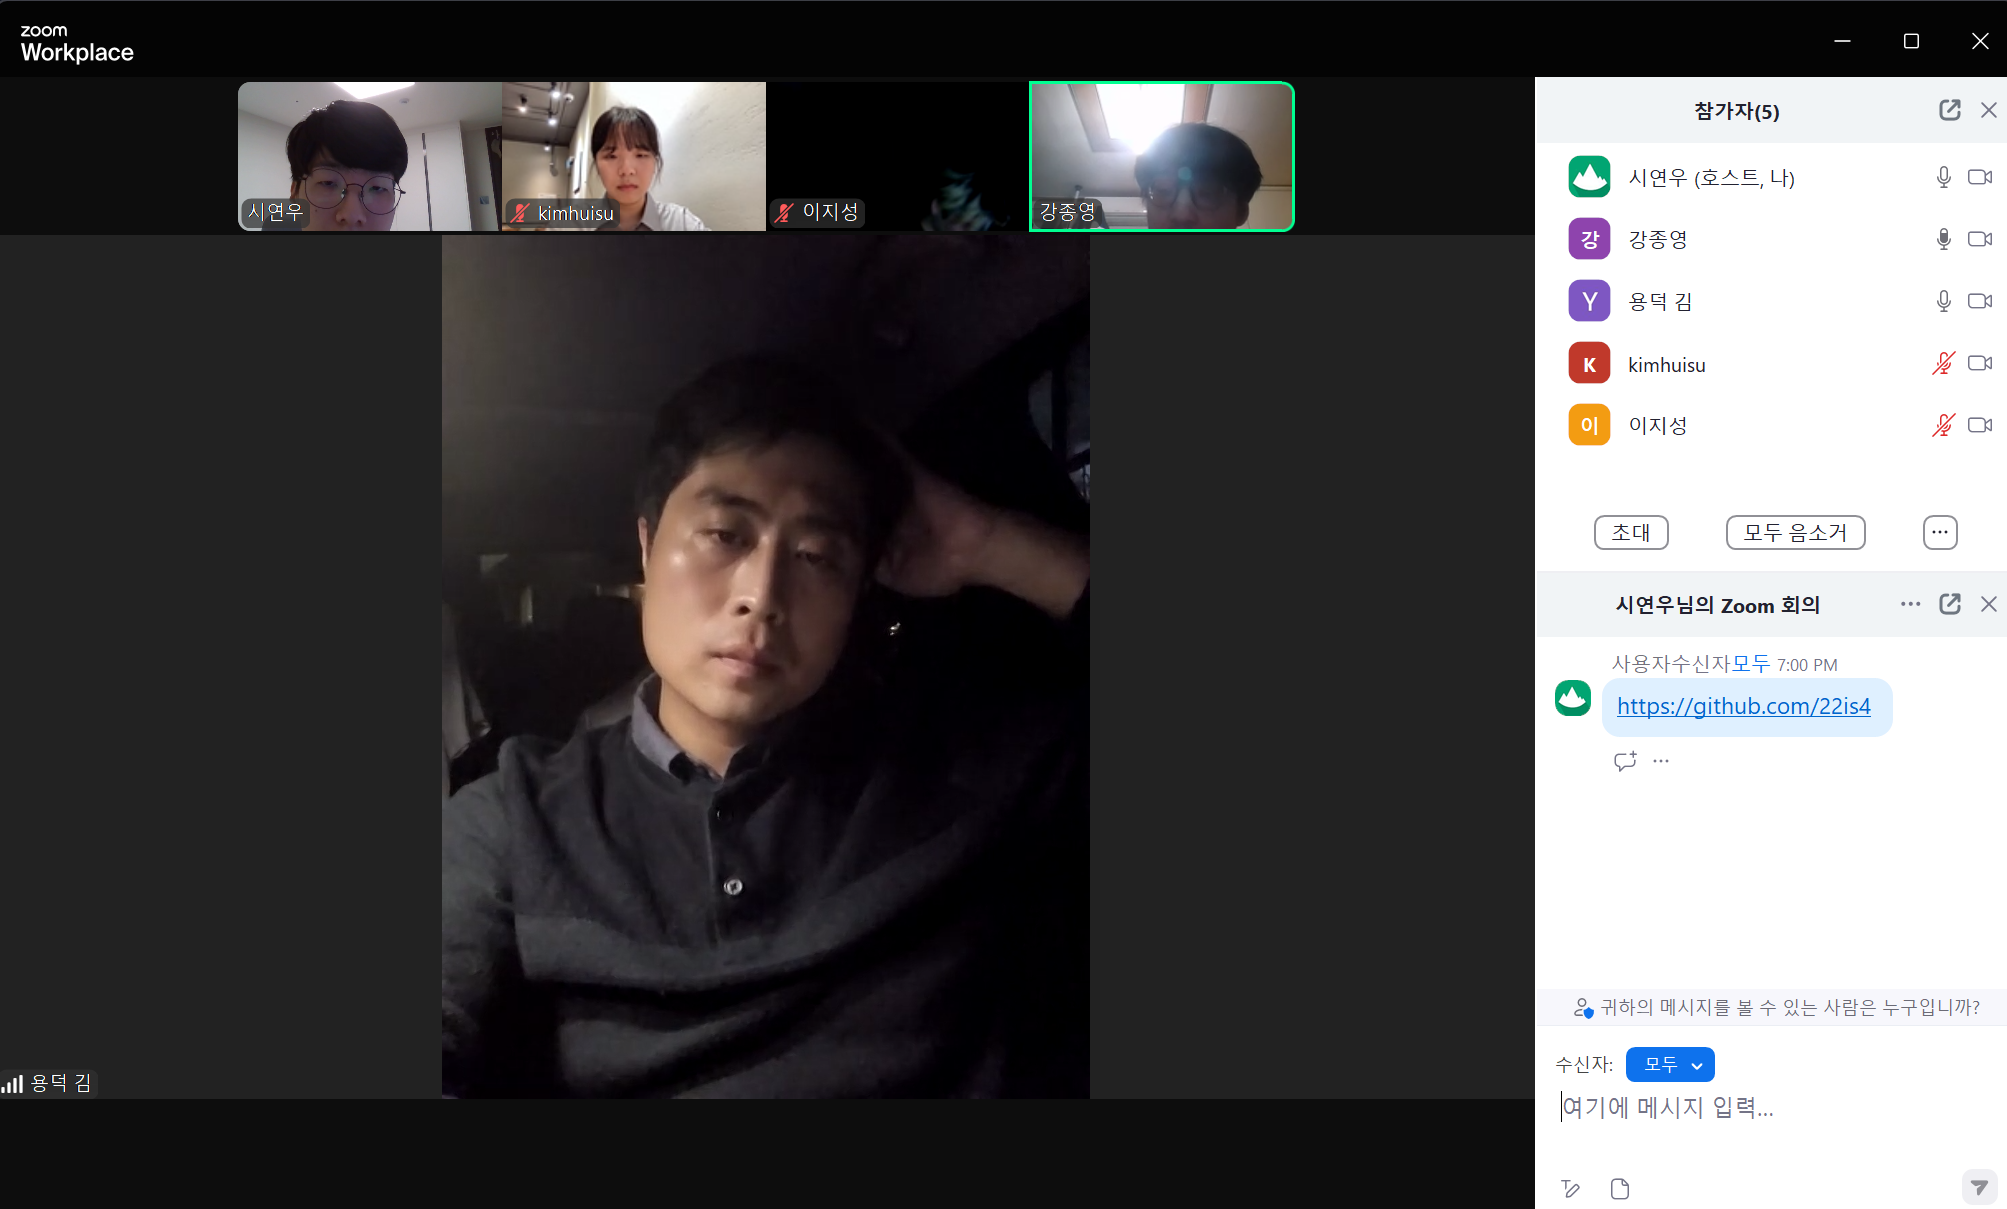 zoom
Workplace
시연우
kimhuisu
이지성
강종영
용덕 김
참가자(5)
시연우 (호스트, 나)
강
강종영
Y
용덕 김
K
kimhuisu
이
이지성
초대
모두 음소거
시연우님의 Zoom 회의
사용자수신자모두 7:00 PM
https://github.com/22is4
귀하의 메시지를 볼 수 있는 사람은 누구입니까?
수신자: 모두
여기에 메시지 입력...